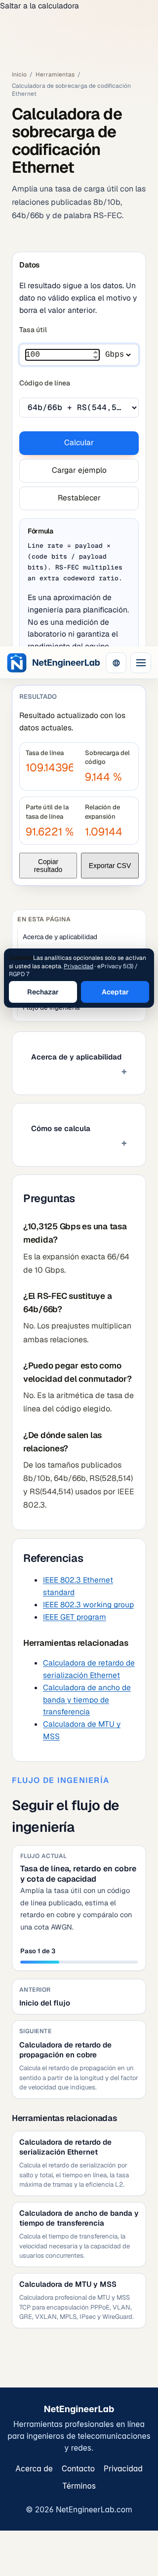 Saltar a la calculadora
Inicio / Herramientas /
Calculadora de sobrecarga de codificación
Ethernet
Calculadora de
sobrecarga de
codificación
Ethernet
Amplía una tasa de carga útil con las
relaciones publicadas 8b/10b,
64b/66b y de palabra RS-FEC.
Datos
El resultado sigue a los datos. Un
dato no válido explica el motivo y
borra el valor anterior.
Tasa útil
100 Gbps
Código de línea
64b/66b + RS(544,5…
Calcular
Cargar ejemplo
Restablecer
Fórmula
Line rate = payload ×
(code bits / payload
bits). RS-FEC multiplies
an extra codeword ratio.
Es una aproximación de
ingeniería para planificación.
No es una medición de
laboratorio ni garantiza el
NetEngineerLab
RESULTADO
Resultado actualizado con los
datos actuales.
Tasa de línea
109.14396
Sobrecarga del
código
9.144 %
Parte útil de la
tasa de línea
91.6221 %
Relación de
expansión
1.09144
Copiar
resultado
Exportar CSV
EN ESTA PÁGINA
Acerca de y aplicabilidad
Las analíticas opcionales solo se activan
si usted las acepta. Privacidad · ePrivacy 5(3) /
RGPD 7
Rechazar
Aceptar
Flujo de ingeniería
Acerca de y aplicabilidad
+
Cómo se calcula
+
Preguntas
¿10,3125 Gbps es una tasa
medida?
Es la expansión exacta 66/64
de 10 Gbps.
¿El RS-FEC sustituye a
64b/66b?
No. Los preajustes multiplican
ambas relaciones.
¿Puedo pegar esto como
velocidad del conmutador?
No. Es la aritmética de tasa de
línea del código elegido.
¿De dónde salen las
relaciones?
De los tamaños publicados
8b/10b, 64b/66b, RS(528,514)
y RS(544,514) usados por IEEE
802.3.
Referencias
IEEE 802.3 Ethernet
standard
IEEE 802.3 working group
IEEE GET program
Herramientas relacionadas
Calculadora de retardo de
serialización Ethernet
Calculadora de ancho de
banda y tiempo de
transferencia
Calculadora de MTU y
MSS
FLUJO DE INGENIERÍA
Seguir el flujo de
ingeniería
FLUJO ACTUAL
Tasa de línea, retardo en cobre
y cota de capacidad
Amplía la tasa útil con un código
de línea publicado, estima el
retardo en cobre y compáralo con
una cota AWGN.
Paso 1 de 3
ANTERIOR
Inicio del flujo
SIGUIENTE
Calculadora de retardo de
propagación en cobre
Calcula el retardo de propagación en un
sentido a partir de la longitud y del factor
de velocidad que indiques.
Herramientas relacionadas
Calculadora de retardo de
serialización Ethernet
Calcula el retardo de serialización por
salto y total, el tiempo en línea, la tasa
máxima de tramas y la eficiencia L2.
Calculadora de ancho de banda y
tiempo de transferencia
Calcula el tiempo de transferencia, la
velocidad necesaria y la capacidad de
usuarios concurrentes.
Calculadora de MTU y MSS
Calculadora profesional de MTU y MSS
TCP para encapsulación PPPoE, VLAN,
GRE, VXLAN, MPLS, IPsec y WireGuard.
NetEngineerLab
Herramientas profesionales en línea
para ingenieros de telecomunicaciones
y redes.
Acerca de Contacto Privacidad
Términos
© 2026 NetEngineerLab.com